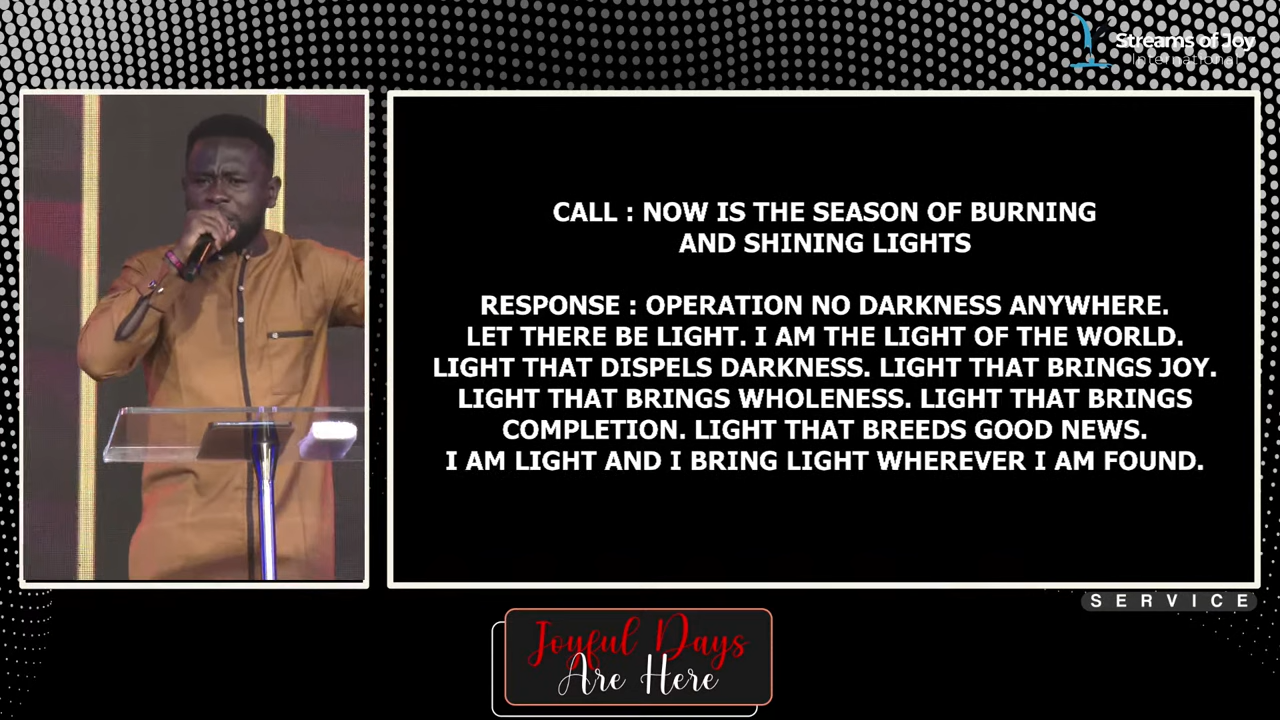 Streams of Joy
International
CALL : NOW IS THE SEASON OF BURNING
AND SHINING LIGHTS
RESPONSE : OPERATION NO DARKNESS ANYWHERE.
LET THERE BE LIGHT. I AM THE LIGHT OF THE WORLD.
LIGHT THAT DISPELS DARKNESS. LIGHT THAT BRINGS JOY.
LIGHT THAT BRINGS WHOLENESS. LIGHT THAT BRINGS
COMPLETION. LIGHT THAT BREEDS GOOD NEWS.
I AM LIGHT AND I BRING LIGHT WHEREVER I AM FOUND.
SERVICE
Joyful Days
Are Here